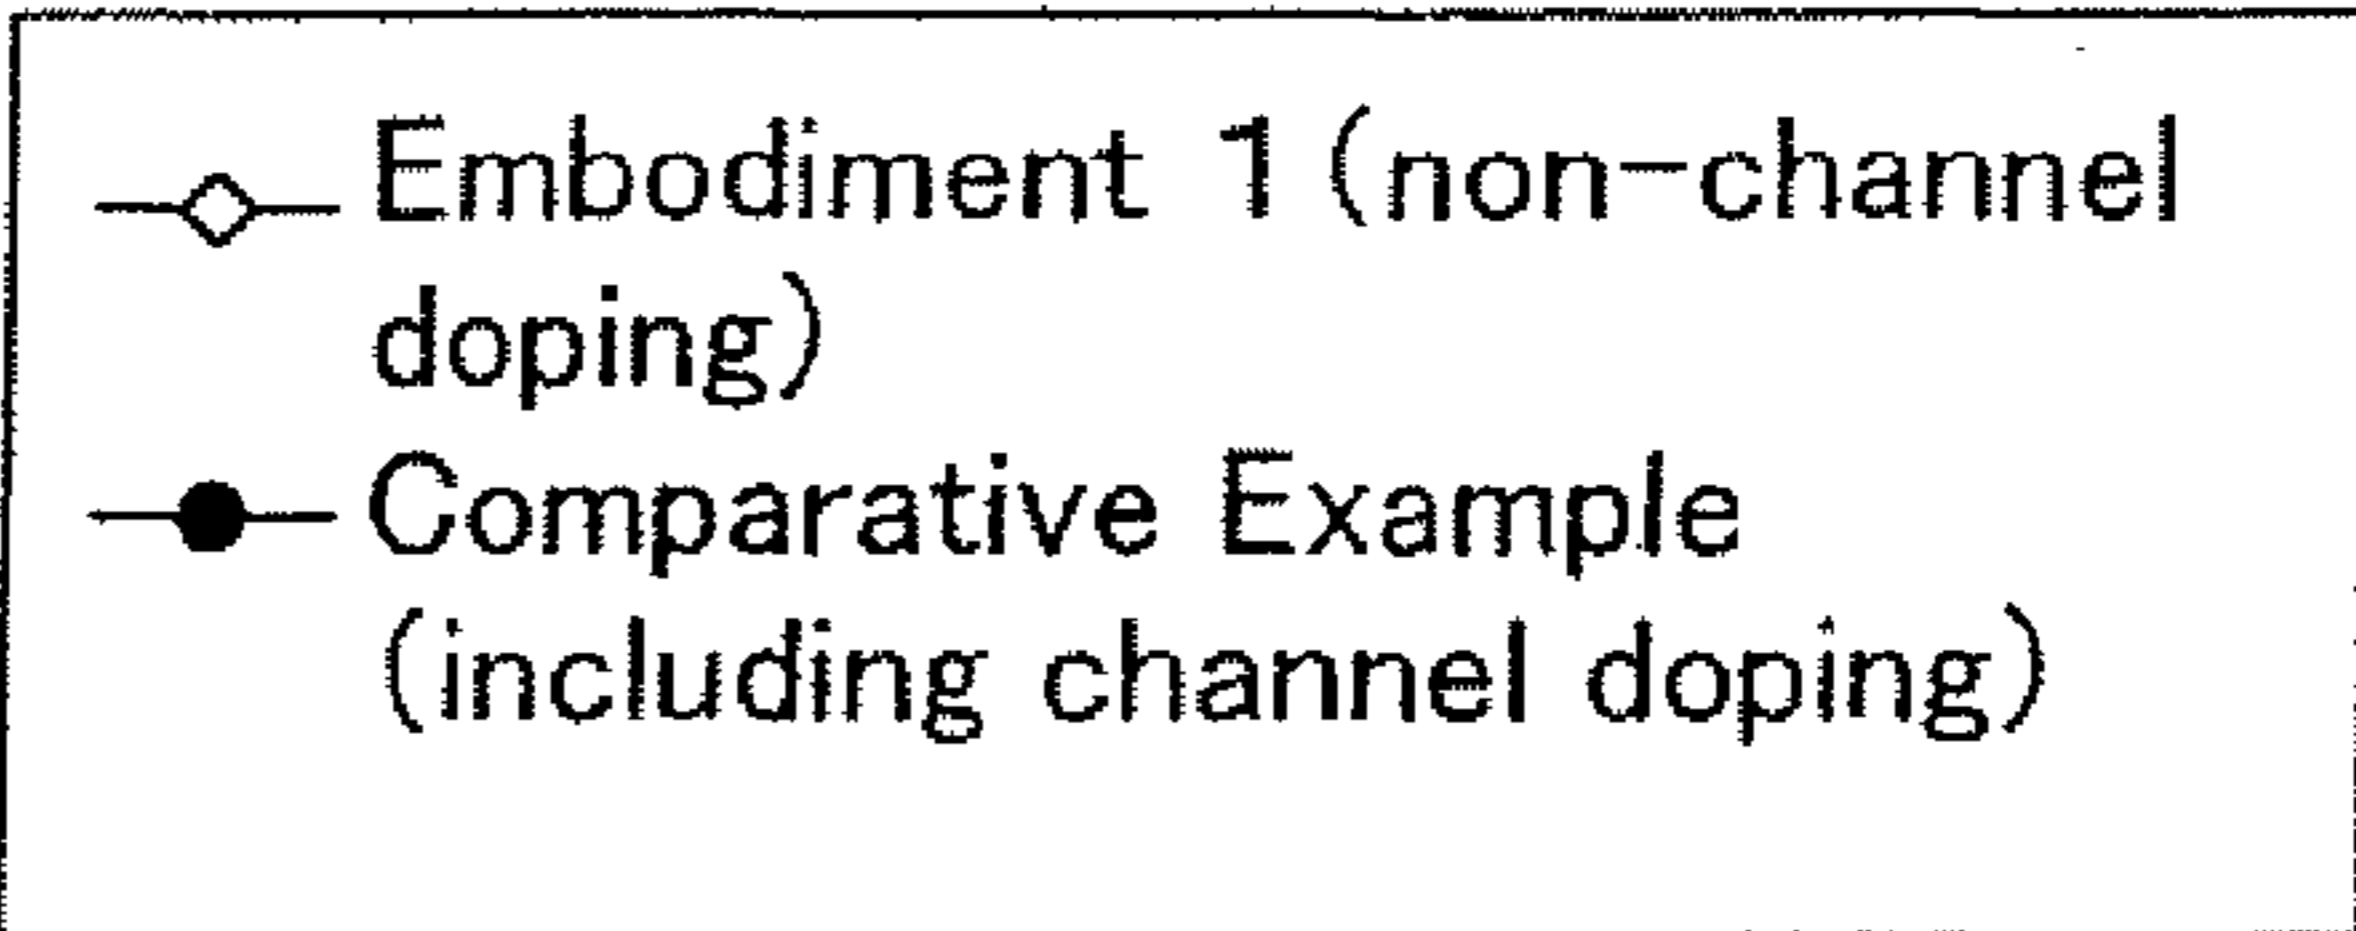 Embodiment 1(non-channel
doping)
Comparative Example
(including channel doping)